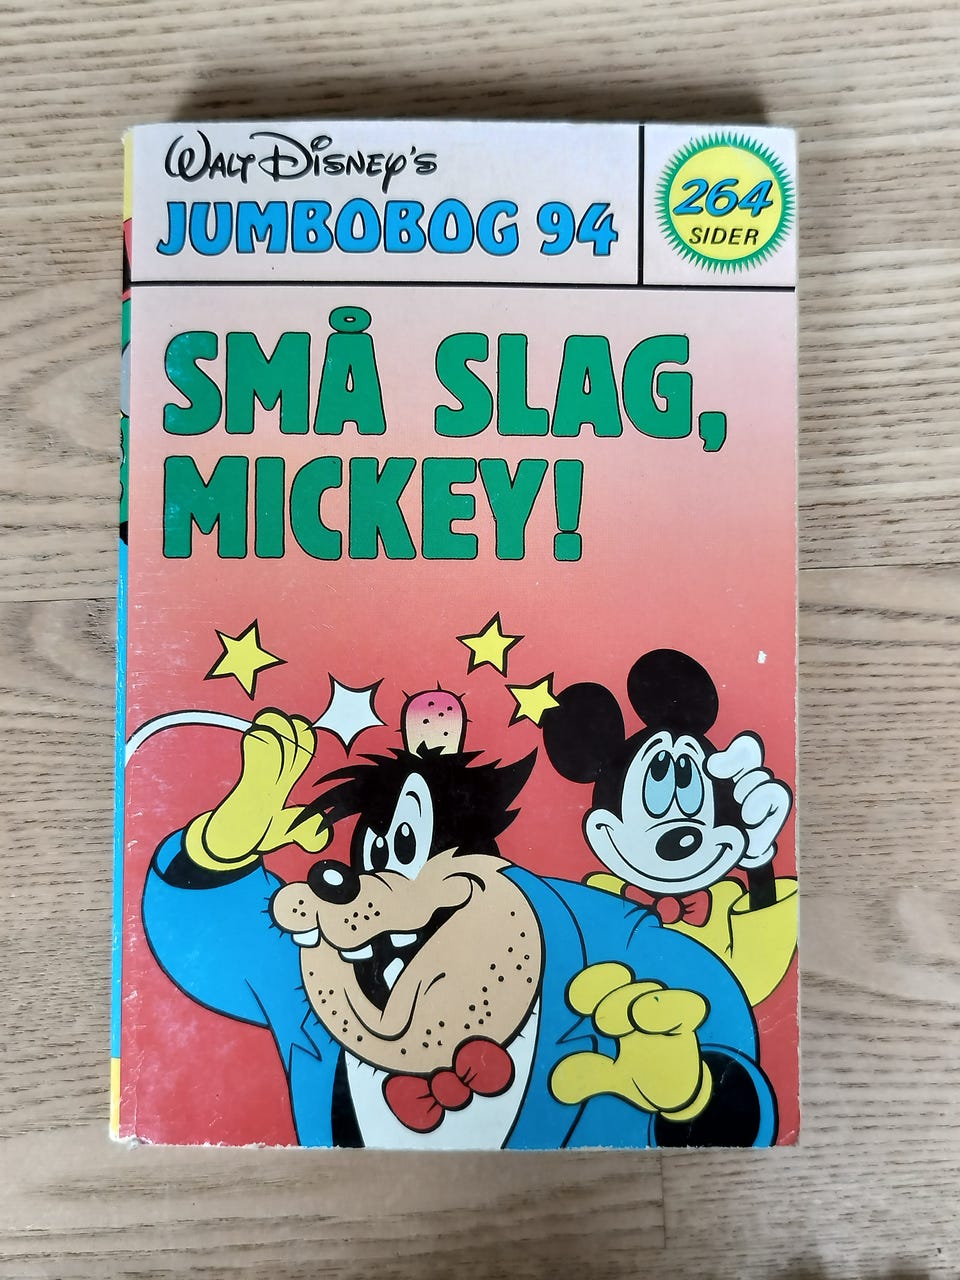 WALT DISNEY'S
JUMBOBOG 94
264
SIDER
SMÅ SLAG,
MICKEY!